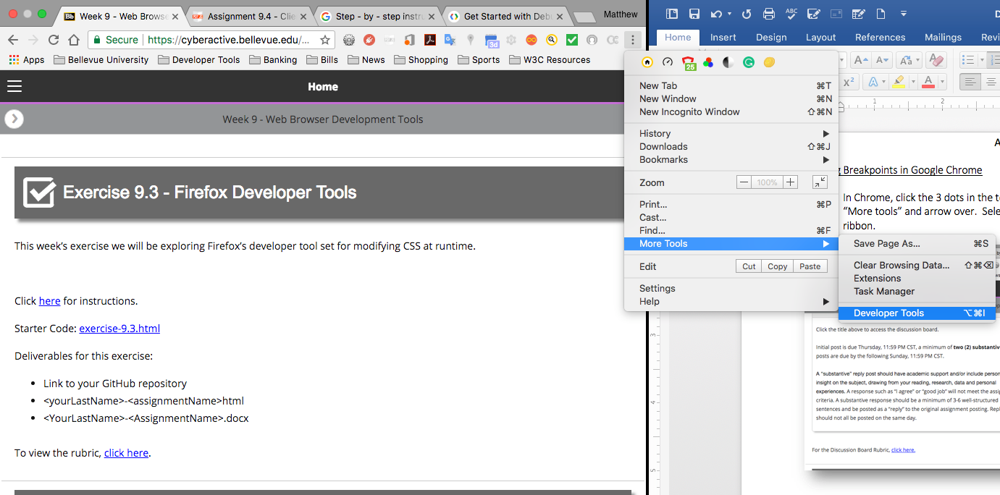 Week 9 - Web Browse
Assignment 9.4 - Clie
Step - by - step instru
Get Started with Debu
Matthew
Secure
https://cyberactive.bellevue.edu/...
Apps
Bellevue University
Developer Tools
Banking
Bills
News
Shopping
Sports
W3C Resources
Home
Week 9 - Web Browser Development Tools
Exercise 9.3 - Firefox Developer Tools
This week's exercise we will be exploring Firefox's developer tool set for modifying CSS at runtime.
Click here for instructions.
Starter Code: exercise-9.3.html
Deliverables for this exercise:
• Link to your GitHub repository
• <yourLastName>-<assignmentName>html
• <YourLastName>-<AssignmentName>.docx
To view the rubric, click here.
25
New Tab ⌘T
New Window ⌘N
New Incognito Window ⇧⌘N
History
Downloads ⇧⌘J
Bookmarks
Zoom 100%
Print... ⌘P
Cast...
Find... ⌘F
More Tools
Edit Cut Copy Paste
Settings
Help
Save Page As... ⌘S
Clear Browsing Data... ⇧⌘⌫
Extensions
Task Manager
Developer Tools ⌥⌘I
Home Insert Design Layout References Mailings Revi
1 2
A
g Breakpoints in Google Chrome
In Chrome, click the 3 dots in the t
"More tools" and arrow over. Sele
ribbon.
Click the title above to access the discussion board.
Initial post is due Thursday, 11:59 PM CST, a minimum of two (2) substantiv
posts are due by the following Sunday, 11:59 PM CST.
A "substantive" reply post should have academic support and/or include person
insight on the subject, drawing from your reading, research, data and personal
experiences. A response such as "I agree" or "good job" will not meet the assig
criteria. A substantive response should be a minimum of 3-6 well-structured
sentences and be posted as a "reply" to the original assignment posting. Repl
should not all be posted on the same day.
For the Discussion Board Rubric, click here.
3
4
5